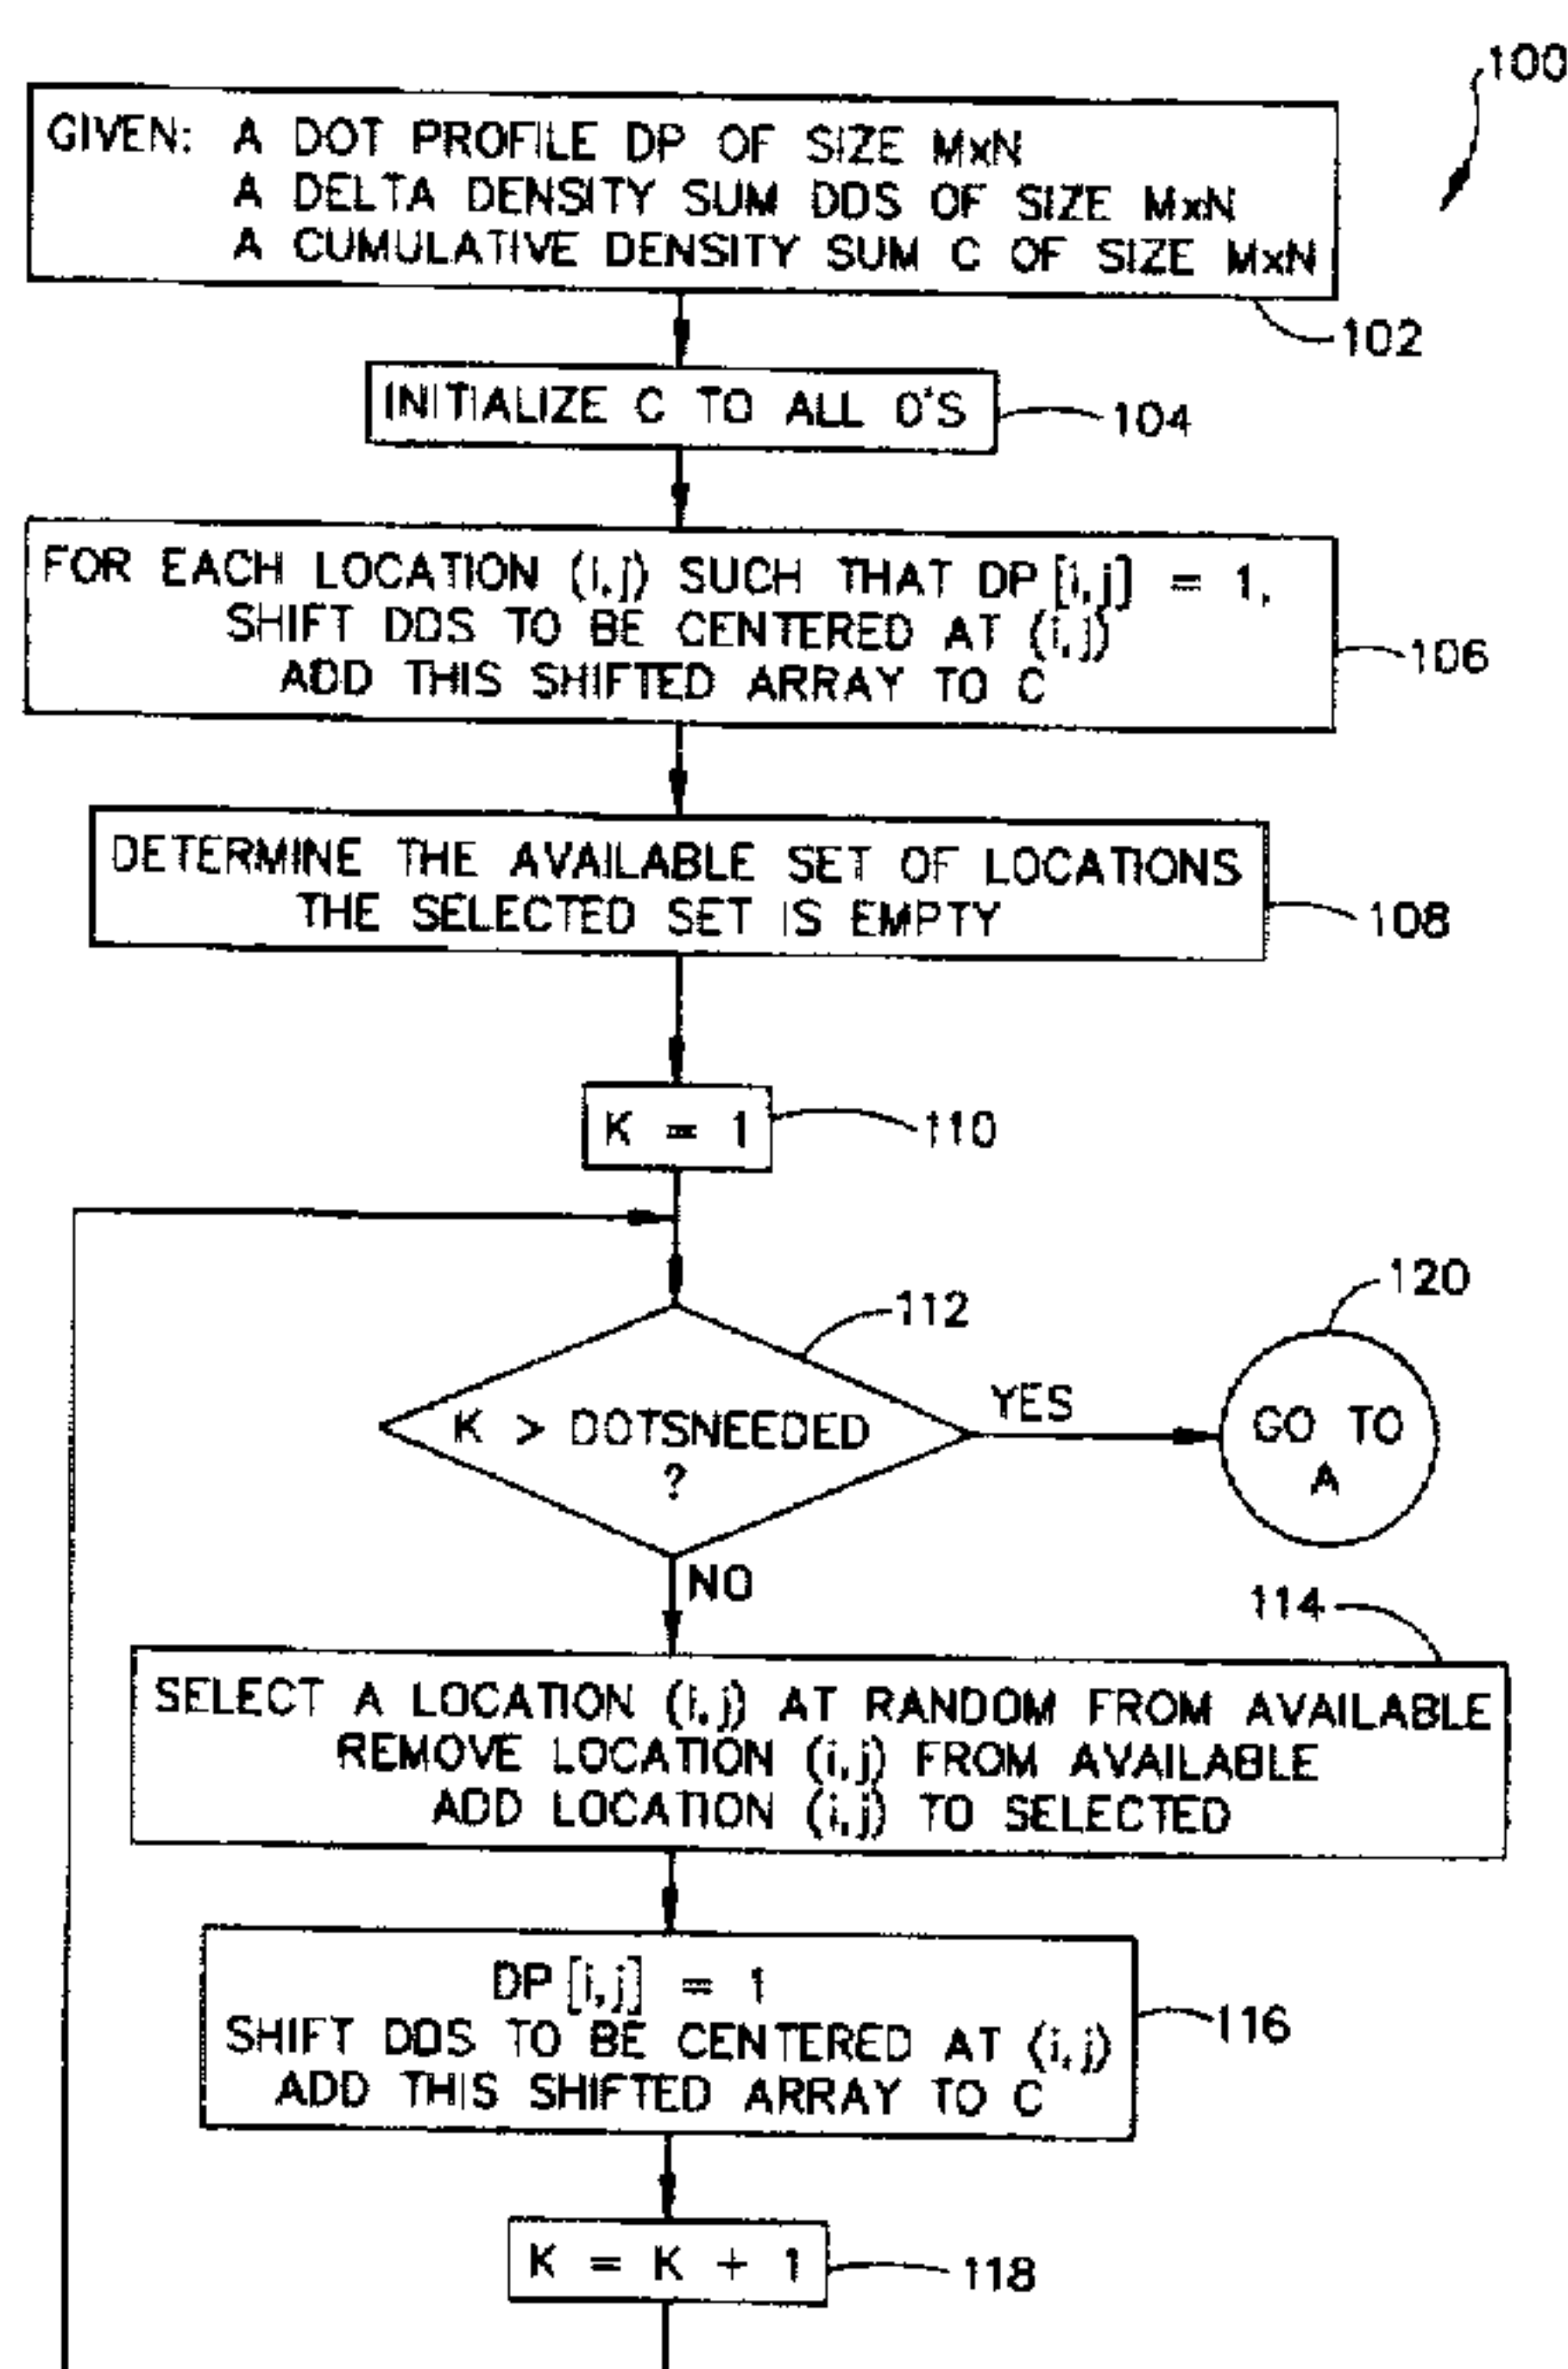 100
GIVEN: A DOT PROFILE DP OF SIZE MxN
A DELTA DENSITY SUM DDS OF SIZE MxN
A CUMULATIVE DENSITY SUM C OF SIZE MxN
102
INITIALIZE C TO ALL 0'S
104
FOR EACH LOCATION (i,j) SUCH THAT DP[i,j] = 1,
SHIFT DDS TO BE CENTERED AT (i,j)
ADD THIS SHIFTED ARRAY TO C
106
DETERMINE THE AVAILABLE SET OF LOCATIONS
THE SELECTED SET IS EMPTY
108
K = 1
110
112
120
K > DOTSNEEDED
?
YES
GO TO
A
NO
114
SELECT A LOCATION (i,j) AT RANDOM FROM AVAILABLE
REMOVE LOCATION (i,j) FROM AVAILABLE
ADD LOCATION (i,j) TO SELECTED
DP[i,j] = 1
SHIFT DDS TO BE CENTERED AT (i,j)
ADD THIS SHIFTED ARRAY TO C
116
K = K + 1
118